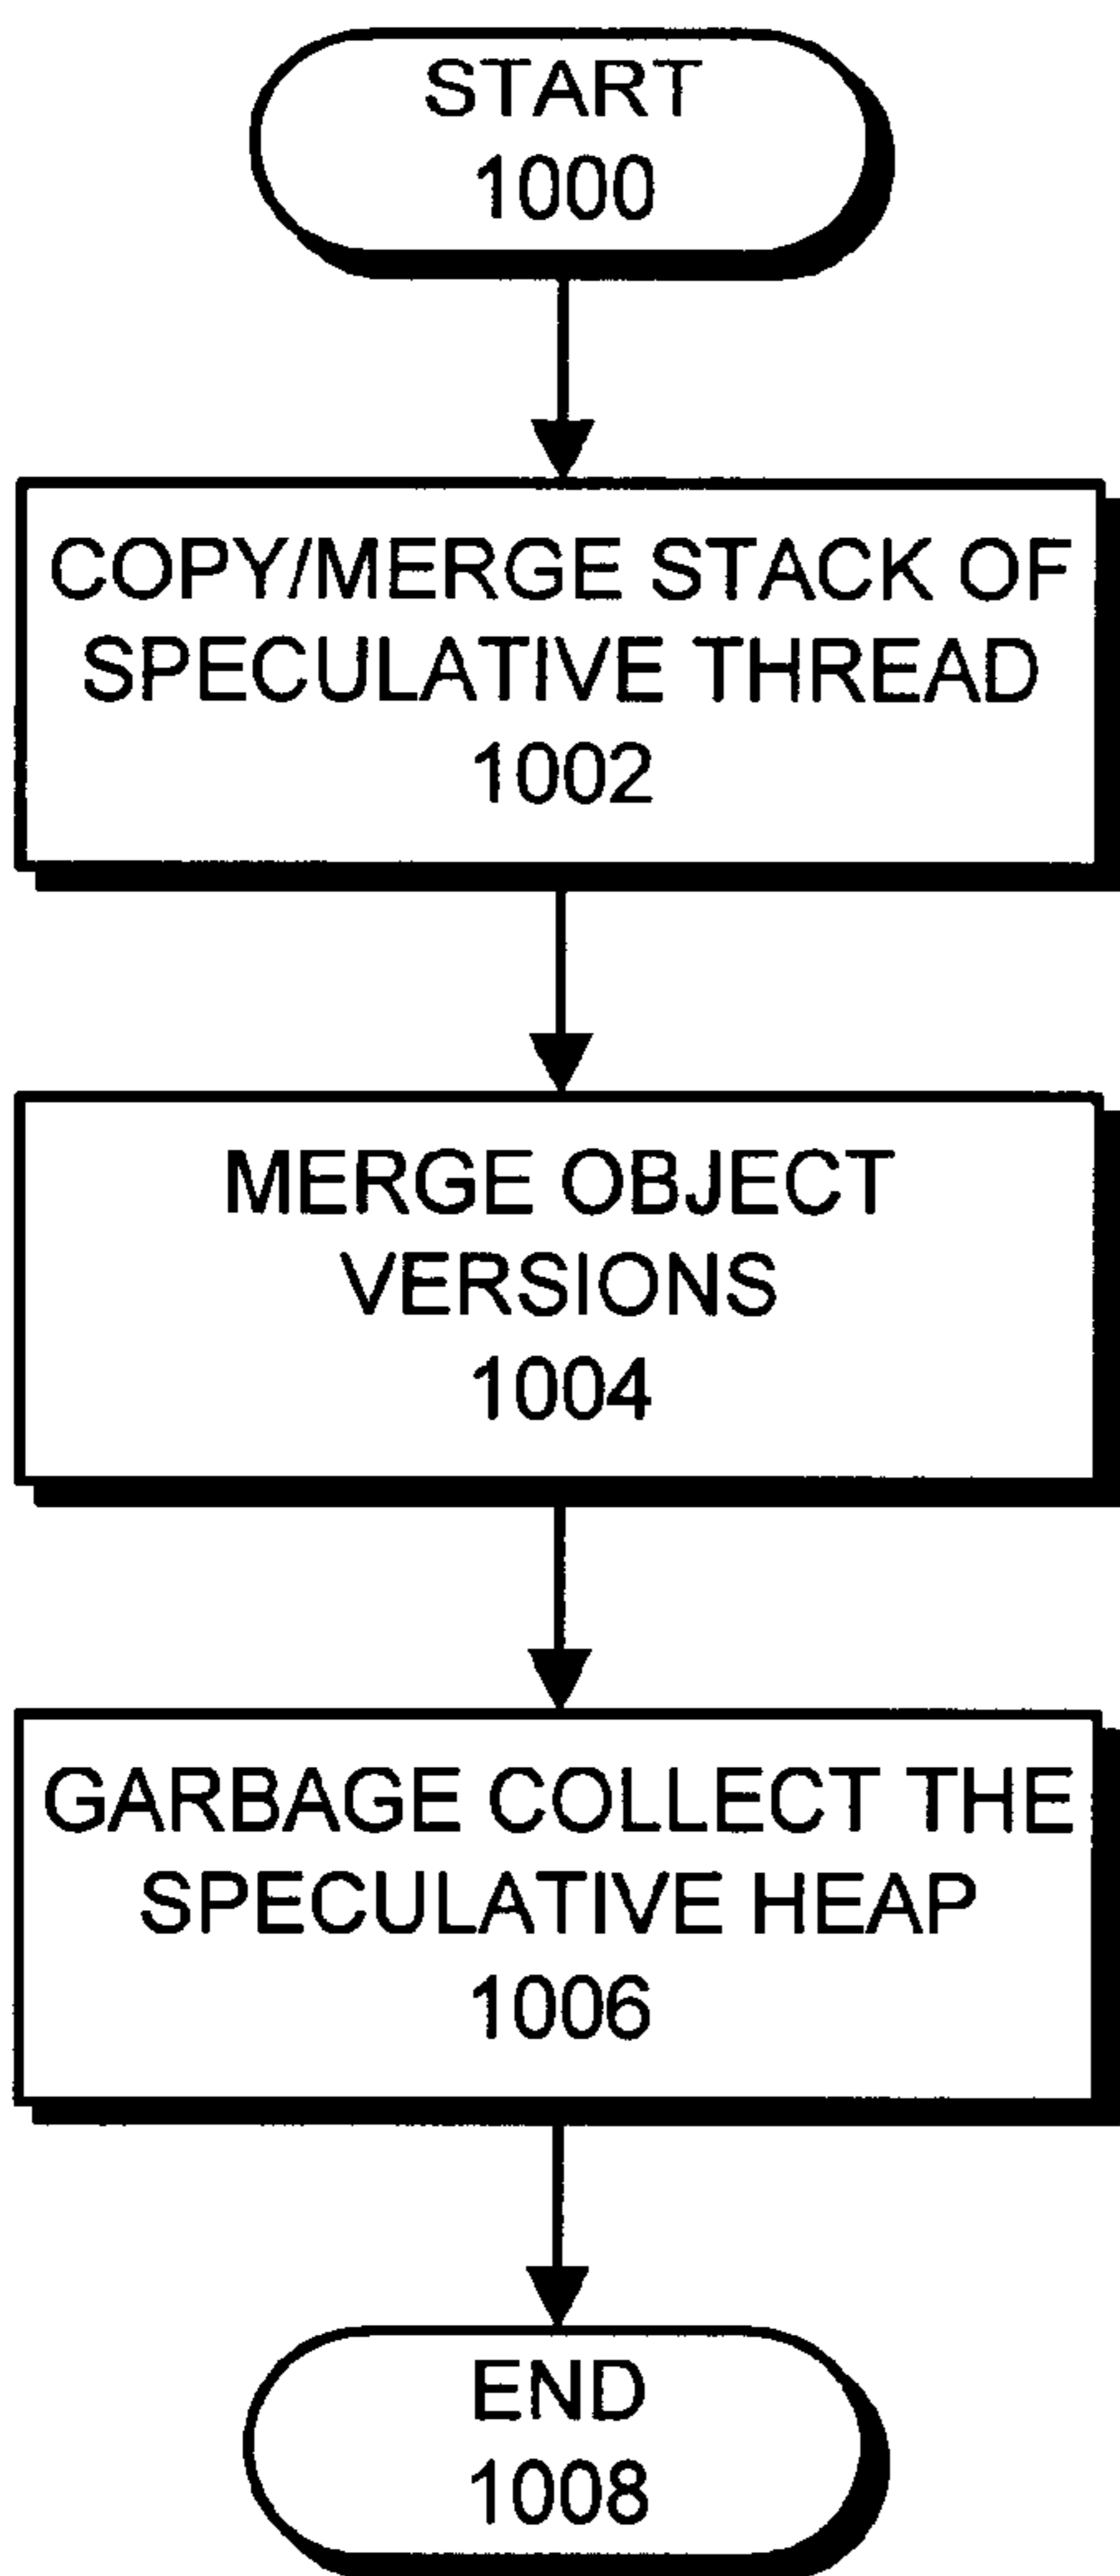 START
1000
COPY/MERGE STACK OF
SPECULATIVE THREAD
1002
MERGE OBJECT
VERSIONS
1004
GARBAGE COLLECT THE
SPECULATIVE HEAP
1006
END
1008